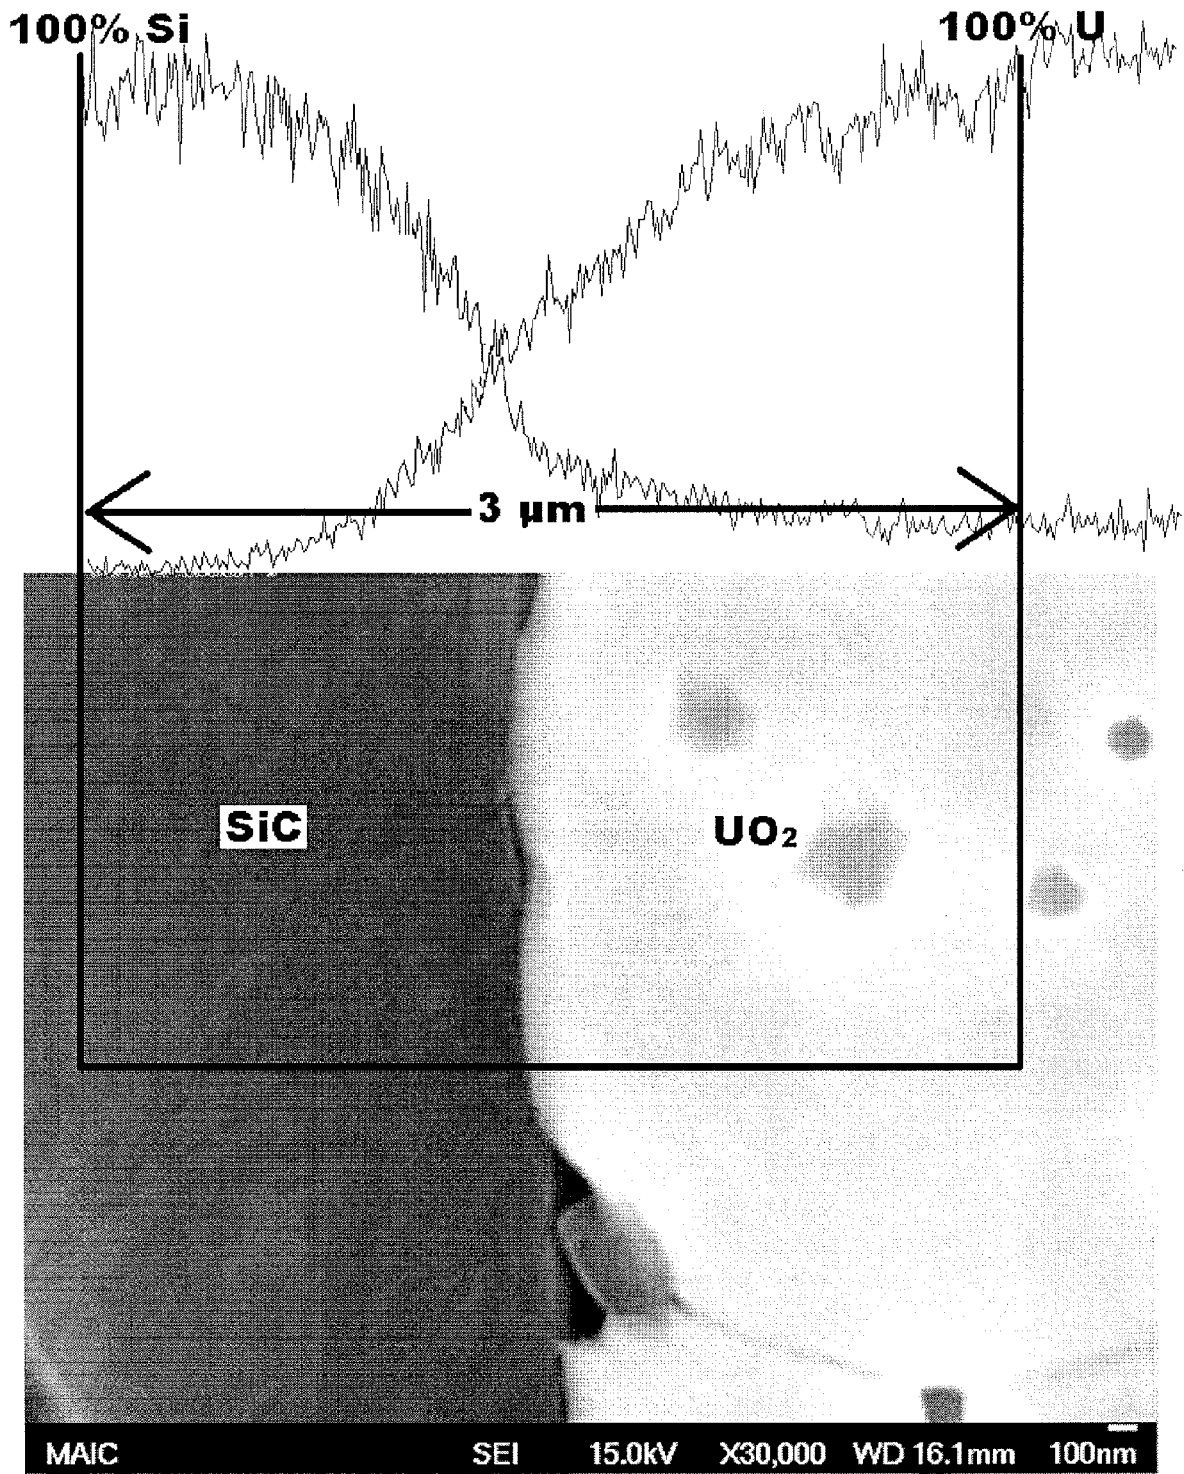 100% Si 100% U
3 µm
SiC
UO₂
MAIC SEI 15.0kV X30,000 WD 16.1mm 100nm